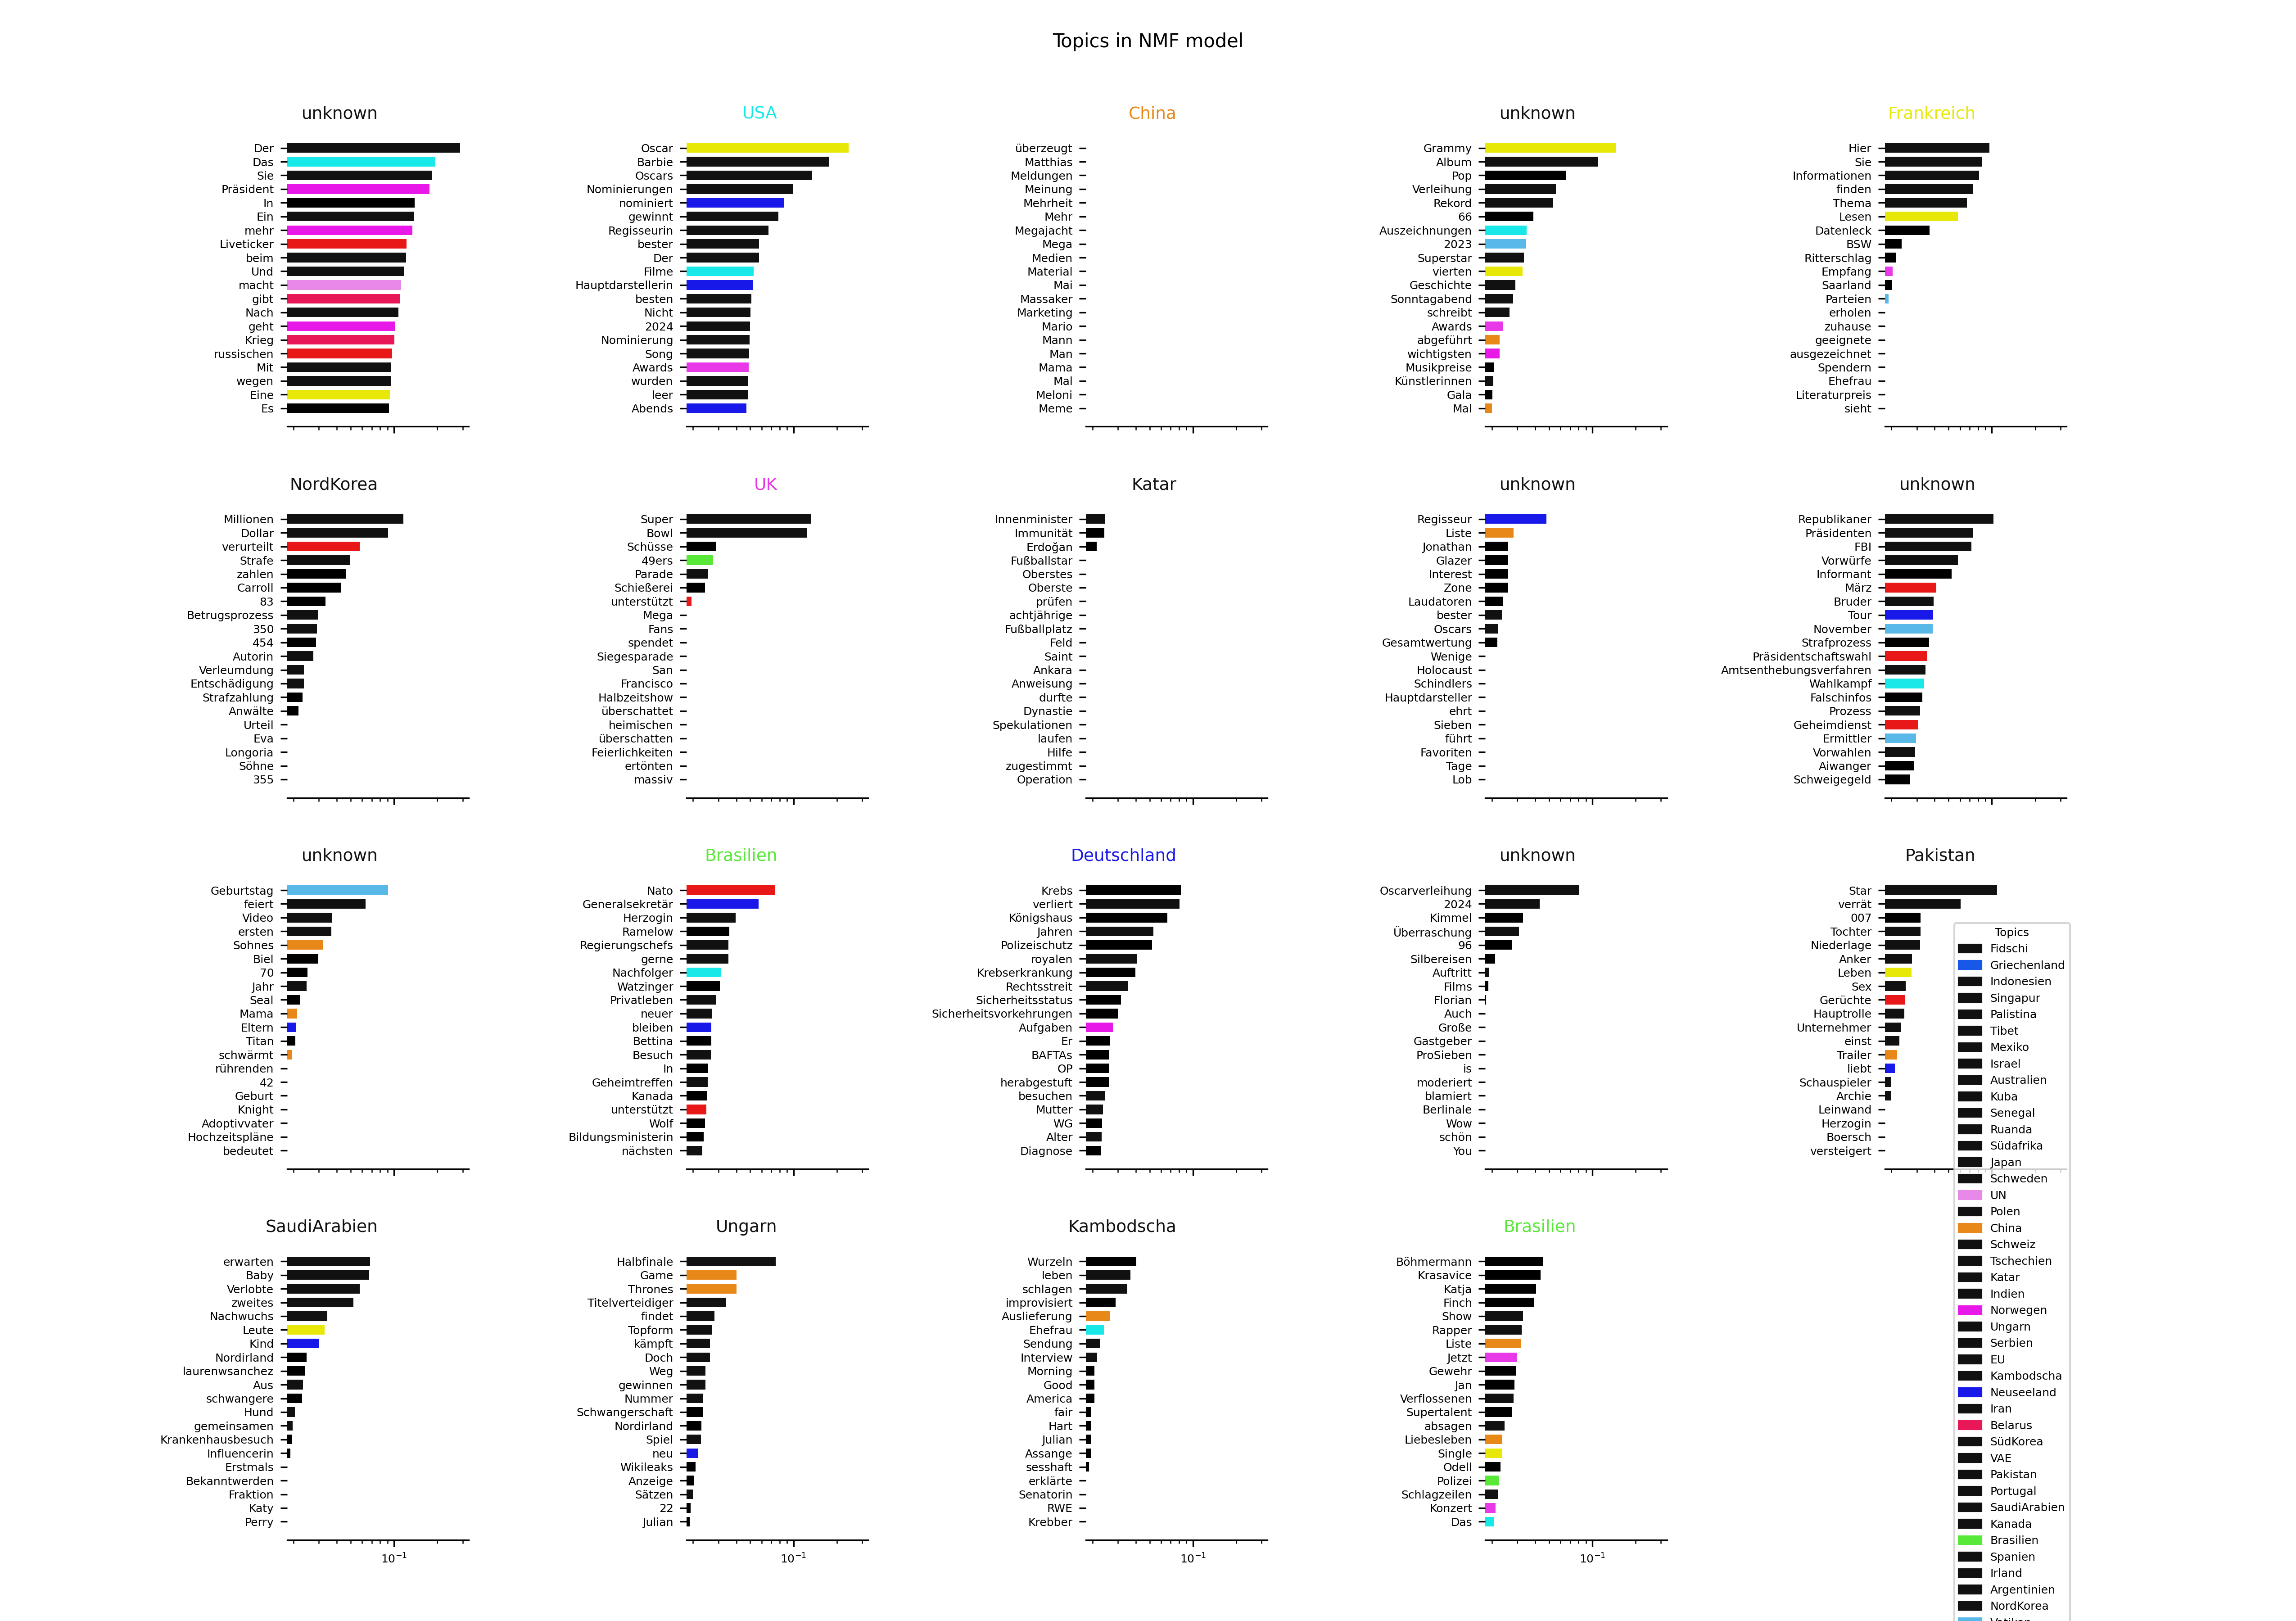 Topics in NMF model
unknown
Der
Das
Sie
Präsident
In
Ein
mehr
Liveticker
beim
Und
macht
gibt
Nach
geht
Krieg
russischen
Mit
wegen
Eine
Es
USA
Oscar
Barbie
Oscars
Nominierungen
nominiert
gewinnt
Regisseurin
bester
Der
Filme
Hauptdarstellerin
besten
Nicht
2024
Nominierung
Song
Awards
wurden
leer
Abends
China
überzeugt
Matthias
Meldungen
Meinung
Mehrheit
Mehr
Megajacht
Mega
Medien
Material
Mai
Massaker
Marketing
Mario
Mann
Man
Mama
Mal
Meloni
Meme
unknown
Grammy
Album
Pop
Verleihung
Rekord
66
Auszeichnungen
2023
Superstar
vierten
Geschichte
Sonntagabend
schreibt
Awards
abgeführt
wichtigsten
Musikpreise
Künstlerinnen
Gala
Mal
Frankreich
Hier
Sie
Informationen
finden
Thema
Lesen
Datenleck
BSW
Ritterschlag
Empfang
Saarland
Parteien
erholen
zuhause
geeignete
ausgezeichnet
Spendern
Ehefrau
Literaturpreis
sieht
NordKorea
Millionen
Dollar
verurteilt
Strafe
zahlen
Carroll
83
Betrugsprozess
350
454
Autorin
Verleumdung
Entschädigung
Strafzahlung
Anwälte
Urteil
Eva
Longoria
Söhne
355
UK
Super
Bowl
Schüsse
49ers
Parade
Schießerei
unterstützt
Mega
Fans
spendet
Siegesparade
San
Francisco
Halbzeitshow
überschattet
heimischen
überschatten
Feierlichkeiten
ertönten
massiv
Katar
Innenminister
Immunität
Erdoğan
Fußballstar
Oberstes
Oberste
prüfen
achtjährige
Fußballplatz
Feld
Saint
Ankara
Anweisung
durfte
Dynastie
Spekulationen
laufen
Hilfe
zugestimmt
Operation
unknown
Regisseur
Liste
Jonathan
Glazer
Interest
Zone
Laudatoren
bester
Oscars
Gesamtwertung
Wenige
Holocaust
Schindlers
Hauptdarsteller
ehrt
Sieben
führt
Favoriten
Tage
Lob
unknown
Republikaner
Präsidenten
FBI
Vorwürfe
Informant
März
Bruder
Tour
November
Strafprozess
Präsidentschaftswahl
Amtsenthebungsverfahren
Wahlkampf
Falschinfos
Prozess
Geheimdienst
Ermittler
Vorwahlen
Aiwanger
Schweigegeld
unknown
Geburtstag
feiert
Video
ersten
Sohnes
Biel
70
Jahr
Seal
Mama
Eltern
Titan
schwärmt
rührenden
42
Geburt
Knight
Adoptivvater
Hochzeitspläne
bedeutet
Brasilien
Nato
Generalsekretär
Herzogin
Ramelow
Regierungschefs
gerne
Nachfolger
Watzinger
Privatleben
neuer
bleiben
Bettina
Besuch
In
Geheimtreffen
Kanada
unterstützt
Wolf
Bildungsministerin
nächsten
Deutschland
Krebs
verliert
Königshaus
Jahren
Polizeischutz
royalen
Krebserkrankung
Rechtsstreit
Sicherheitsstatus
Sicherheitsvorkehrungen
Aufgaben
Er
BAFTAs
OP
herabgestuft
besuchen
Mutter
WG
Alter
Diagnose
unknown
Oscarverleihung
2024
Kimmel
Überraschung
96
Silbereisen
Auftritt
Films
Florian
Auch
Große
Gastgeber
ProSieben
is
moderiert
blamiert
Berlinale
Wow
schön
You
Pakistan
Star
verrät
007
Tochter
Niederlage
Anker
Leben
Sex
Gerüchte
Hauptrolle
Unternehmer
einst
Trailer
liebt
Schauspieler
Archie
Leinwand
Herzogin
Boersch
versteigert
SaudiArabien
erwarten
Baby
Verlobte
zweites
Nachwuchs
Leute
Kind
Nordirland
laurenwsanchez
Aus
schwangere
Hund
gemeinsamen
Krankenhausbesuch
Influencerin
Erstmals
Bekanntwerden
Fraktion
Katy
Perry
10⁻¹
Ungarn
Halbfinale
Game
Thrones
Titelverteidiger
findet
Topform
kämpft
Doch
Weg
gewinnen
Nummer
Schwangerschaft
Nordirland
Spiel
neu
Wikileaks
Anzeige
Sätzen
22
Julian
10⁻¹
Kambodscha
Wurzeln
leben
schlagen
improvisiert
Auslieferung
Ehefrau
Sendung
Interview
Morning
Good
America
fair
Hart
Julian
Assange
sesshaft
erklärte
Senatorin
RWE
Krebber
10⁻¹
Brasilien
Böhmermann
Krasavice
Katja
Finch
Show
Rapper
Liste
Jetzt
Gewehr
Jan
Verflossenen
Supertalent
absagen
Liebesleben
Single
Odell
Polizei
Schlagzeilen
Konzert
Das
10⁻¹
Topics
Fidschi
Griechenland
Indonesien
Singapur
Palistina
Tibet
Mexiko
Israel
Australien
Kuba
Senegal
Ruanda
Südafrika
Japan
Schweden
UN
Polen
China
Schweiz
Tschechien
Katar
Indien
Norwegen
Ungarn
Serbien
EU
Kambodscha
Neuseeland
Iran
Belarus
SüdKorea
VAE
Pakistan
Portugal
SaudiArabien
Kanada
Brasilien
Spanien
Irland
Argentinien
NordKorea